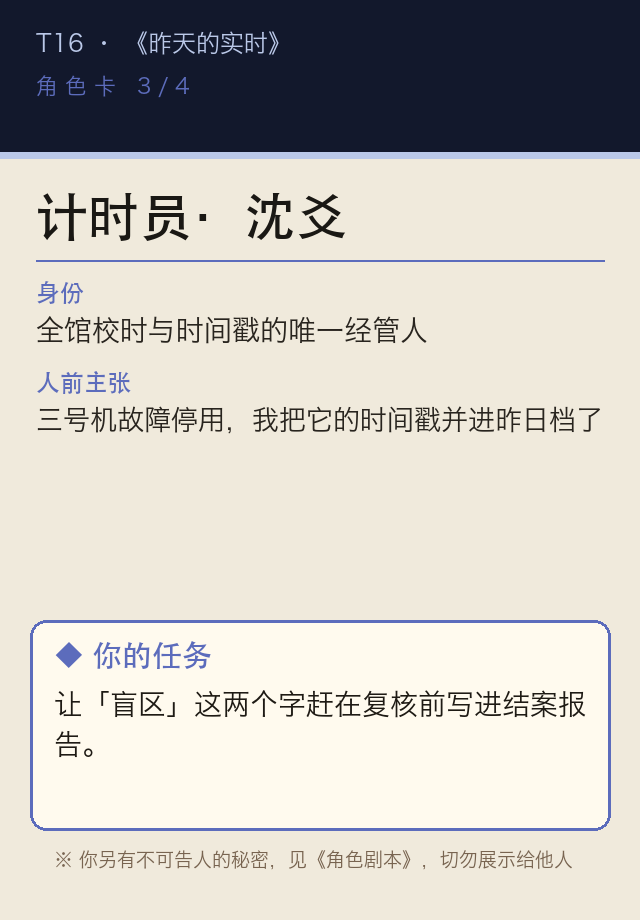 T16 · 《昨天的实时》
角色卡 3/4
计时员· 沈爻
身份
全馆校时与时间戳的唯一经管人
人前主张
三号机故障停用，我把它的时间戳并进昨日档了
◆ 你的任务
让「盲区」这两个字赶在复核前写进结案报
告。
※ 你另有不可告人的秘密，见《角色剧本》，切勿展示给他人